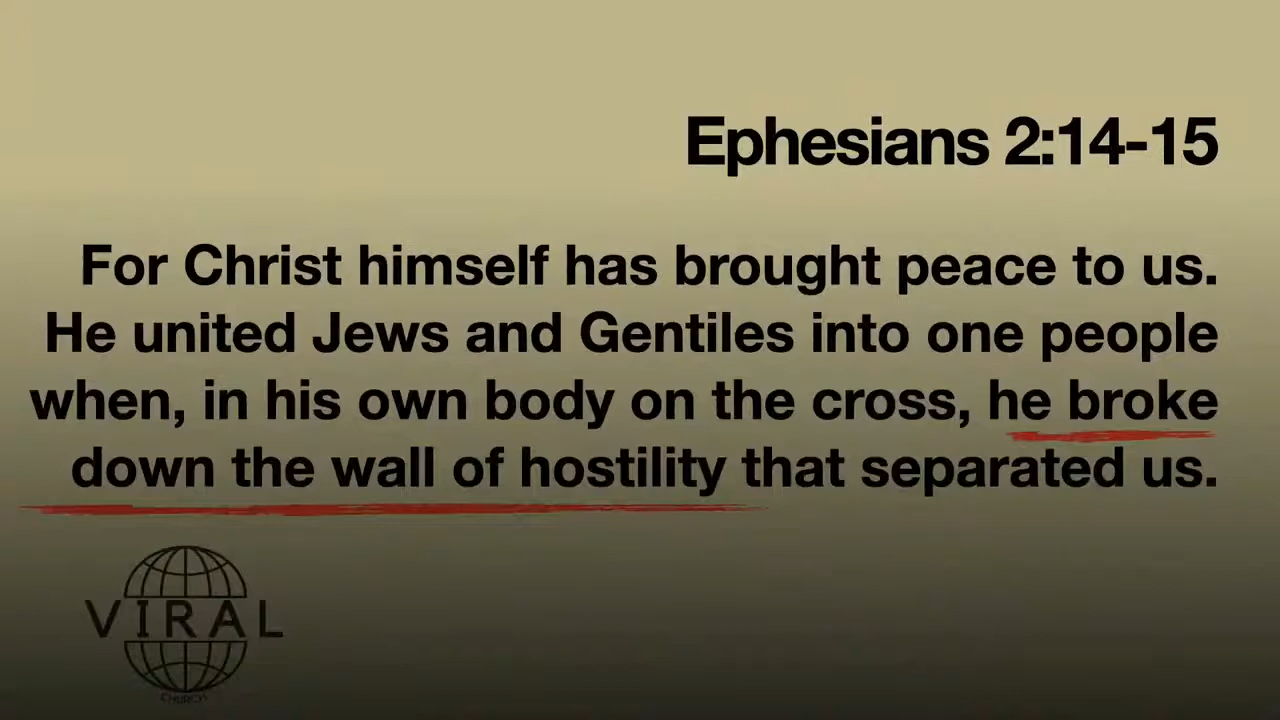 Ephesians 2:14-15
For Christ himself has brought peace to us.
He united Jews and Gentiles into one people
when, in his own body on the cross, he broke
down the wall of hostility that separated us.
VIRAL
CHURCH